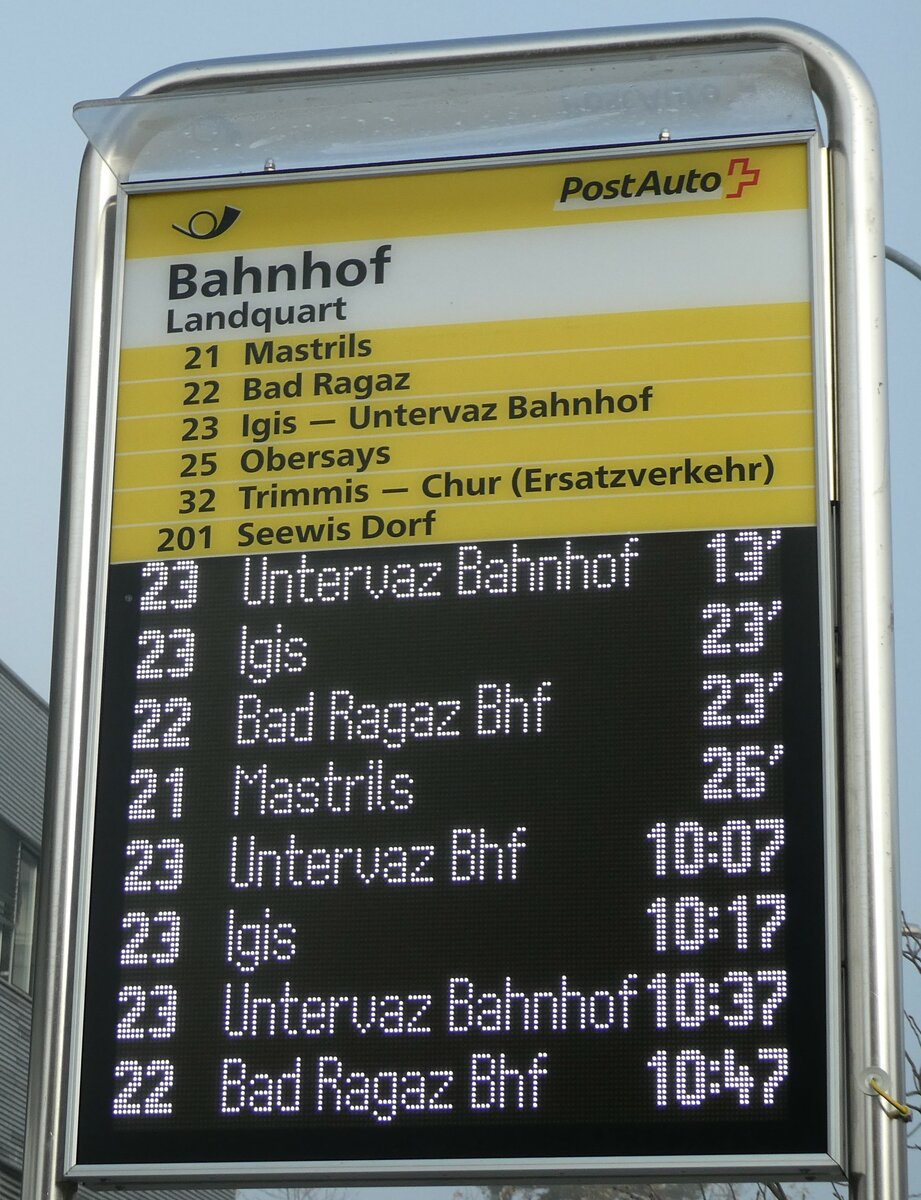 PostAuto
Bahnhof
Landquart
21 Mastrils
22 Bad Ragaz
23 Igis – Untervaz Bahnhof
25 Obersays
32 Trimmis – Chur (Ersatzverkehr)
201 Seewis Dorf
23 Untervaz Bahnhof 13'
23 Igis 23'
22 Bad Ragaz Bhf 23'
21 Mastrils 26'
23 Untervaz Bhf 10:07
23 Igis 10:17
23 Untervaz Bahnhof 10:37
22 Bad Ragaz Bhf 10:47